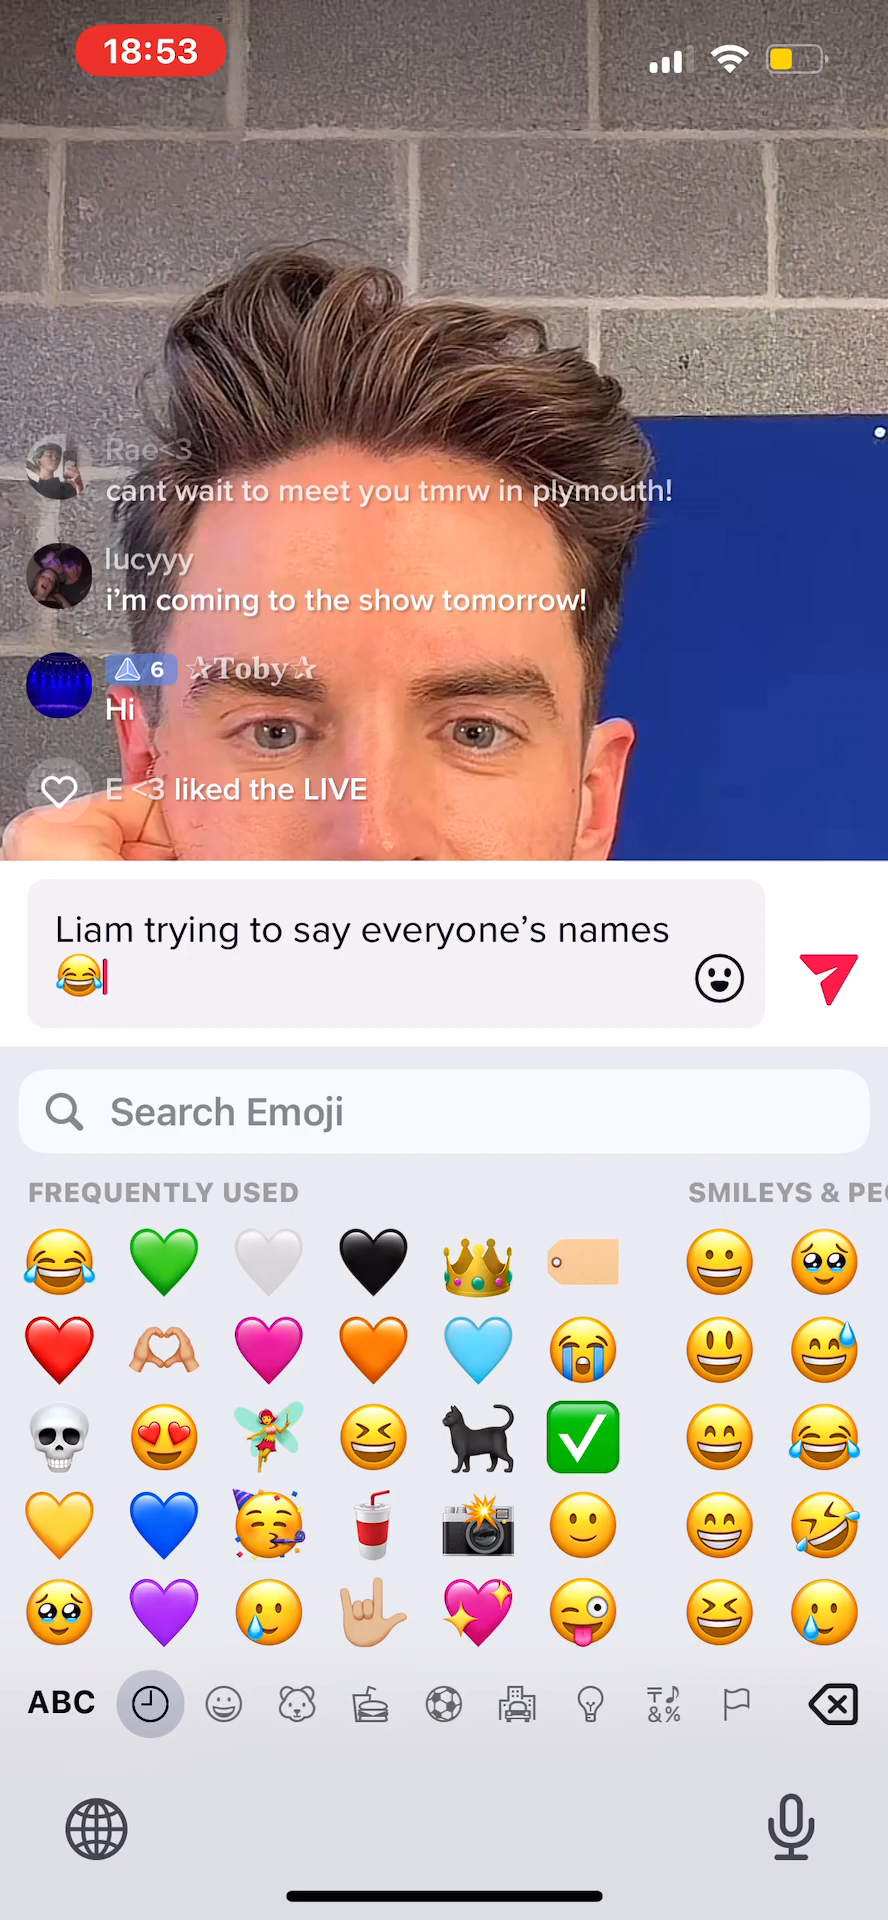 18:53
Rae<3
cant wait to meet you tmrw in plymouth!
lucyyy
i'm coming to the show tomorrow!
6 ☆Toby☆
Hi
E <3 liked the LIVE
Liam trying to say everyone's names
😂
Search Emoji
FREQUENTLY USED
SMILEYS & PE
ABC